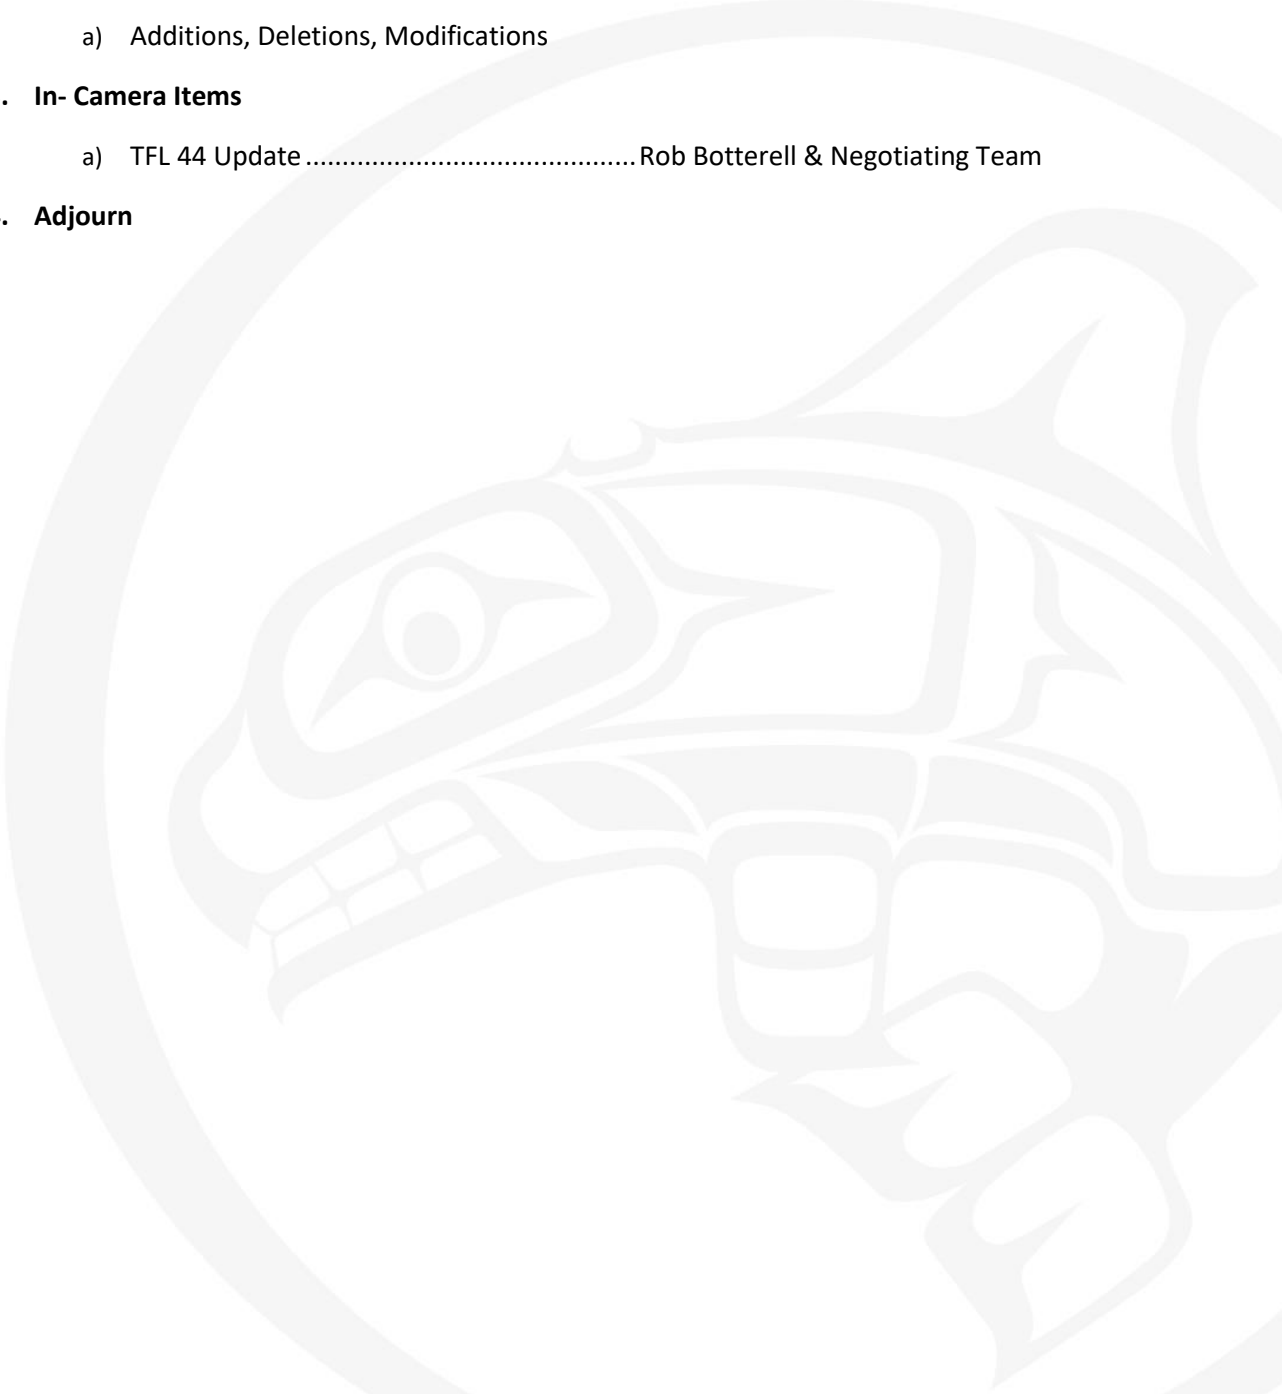 a) Additions, Deletions, Modifications
. In- Camera Items
a) TFL 44 Update ............................................. Rob Botterell & Negotiating Team
. Adjourn